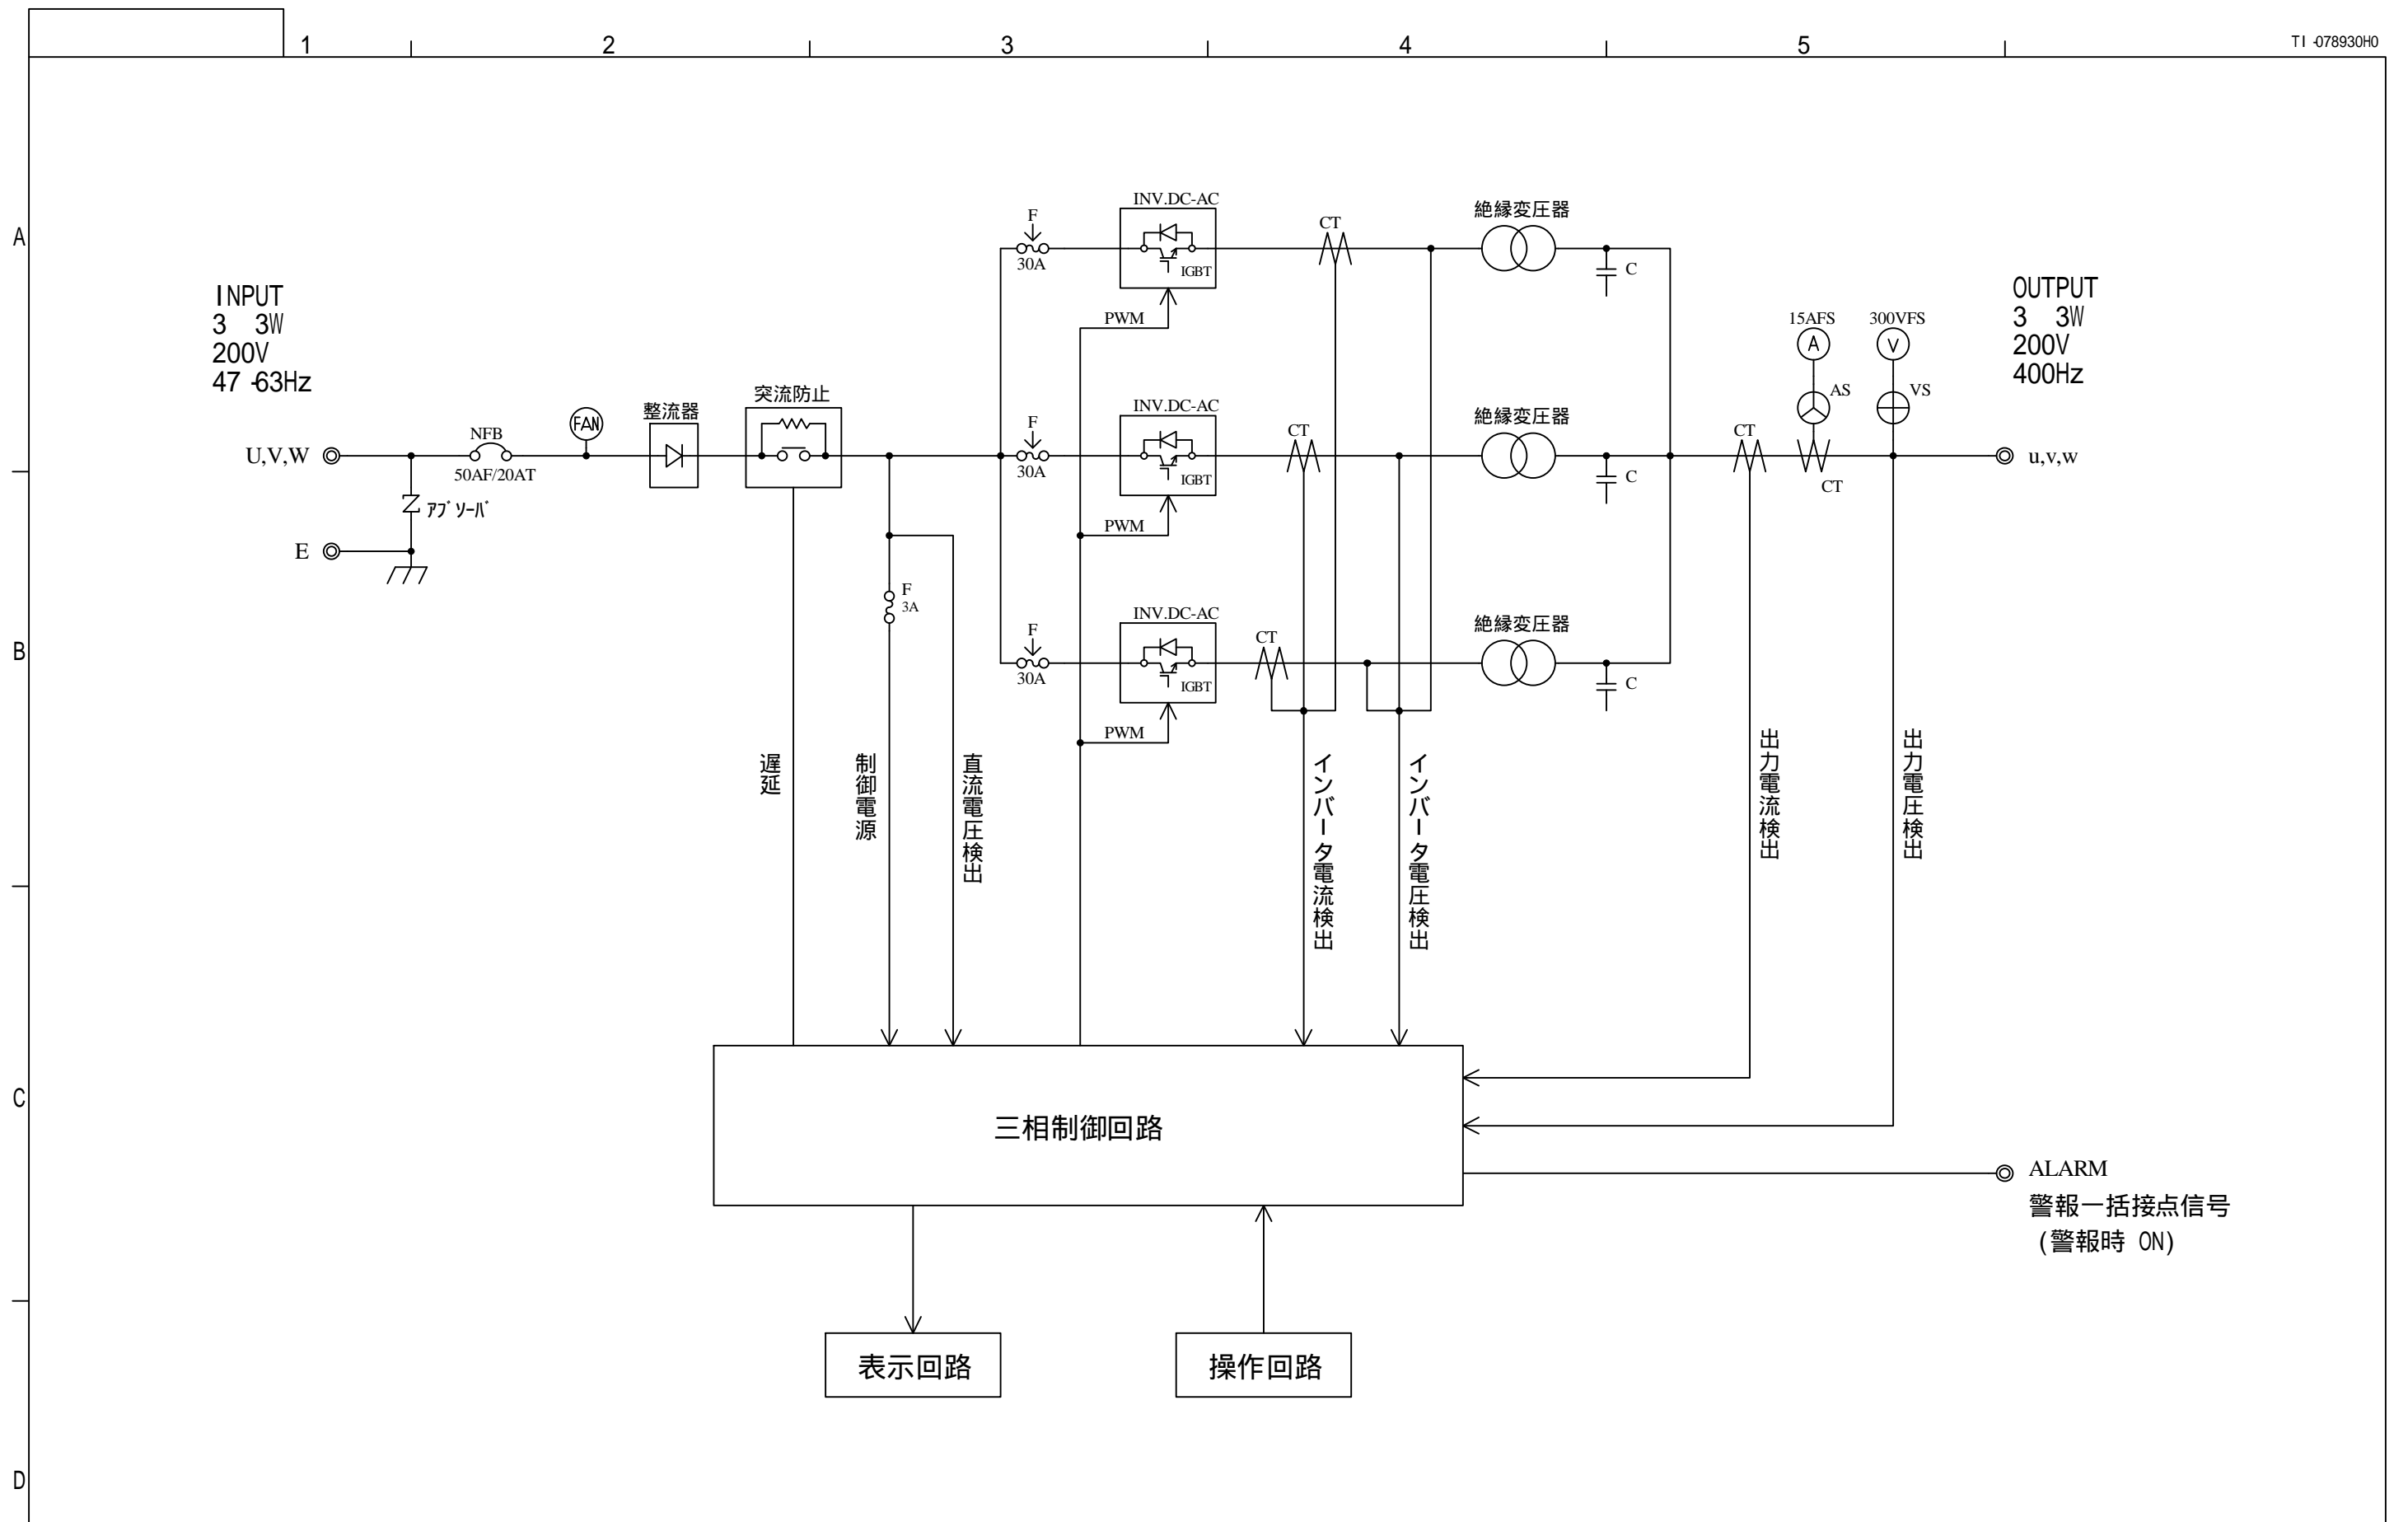 1
2
3
4
5
TI-078930H0
A
B
C
D
INPUT
3 3W
200V
47-63Hz
U,V,W
E
アブソーバ
NFB
50AF/20AT
FAN
整流器
突流防止
F
30A
F
30A
F
30A
F
3A
INV.DC-AC
IGBT
PWM
INV.DC-AC
IGBT
PWM
INV.DC-AC
IGBT
PWM
CT
CT
CT
絶縁変圧器
C
絶縁変圧器
C
絶縁変圧器
C
15AFS
A
AS
300VFS
V
VS
CT
CT
OUTPUT
3 3W
200V
400Hz
u,v,w
遅延
制御電源
直流電圧検出
インバータ電流検出
インバータ電圧検出
出力電流検出
出力電圧検出
三相制御回路
ALARM
警報一括接点信号
(警報時 ON)
表示回路
操作回路